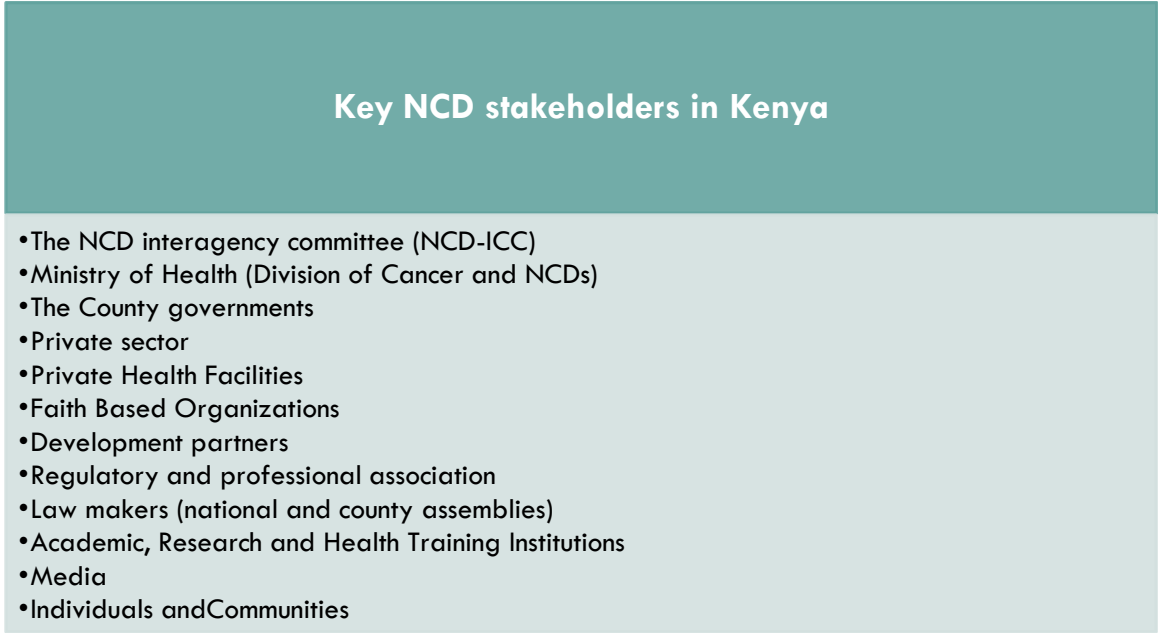 Key NCD stakeholders in Kenya
•The NCD interagency committee (NCD-ICC)
•Ministry of Health (Division of Cancer and NCDs)
•The County governments
•Private sector
•Private Health Facilities
•Faith Based Organizations
•Development partners
•Regulatory and professional association
•Law makers (national and county assemblies)
•Academic, Research and Health Training Institutions
•Media
•Individuals andCommunities